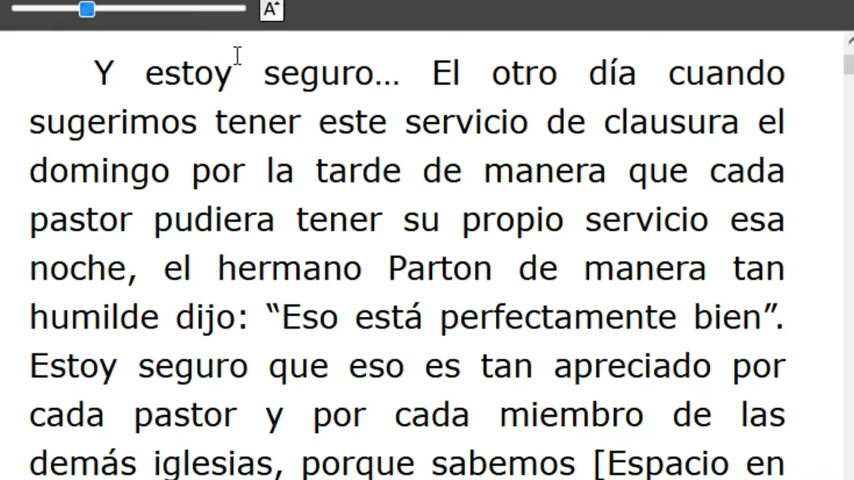 A
Y estoy seguro… El otro día cuando
sugerimos tener este servicio de clausura el
domingo por la tarde de manera que cada
pastor pudiera tener su propio servicio esa
noche, el hermano Parton de manera tan
humilde dijo: “Eso está perfectamente bien”.
Estoy seguro que eso es tan apreciado por
cada pastor y por cada miembro de las
demás iglesias, porque sabemos [Espacio en